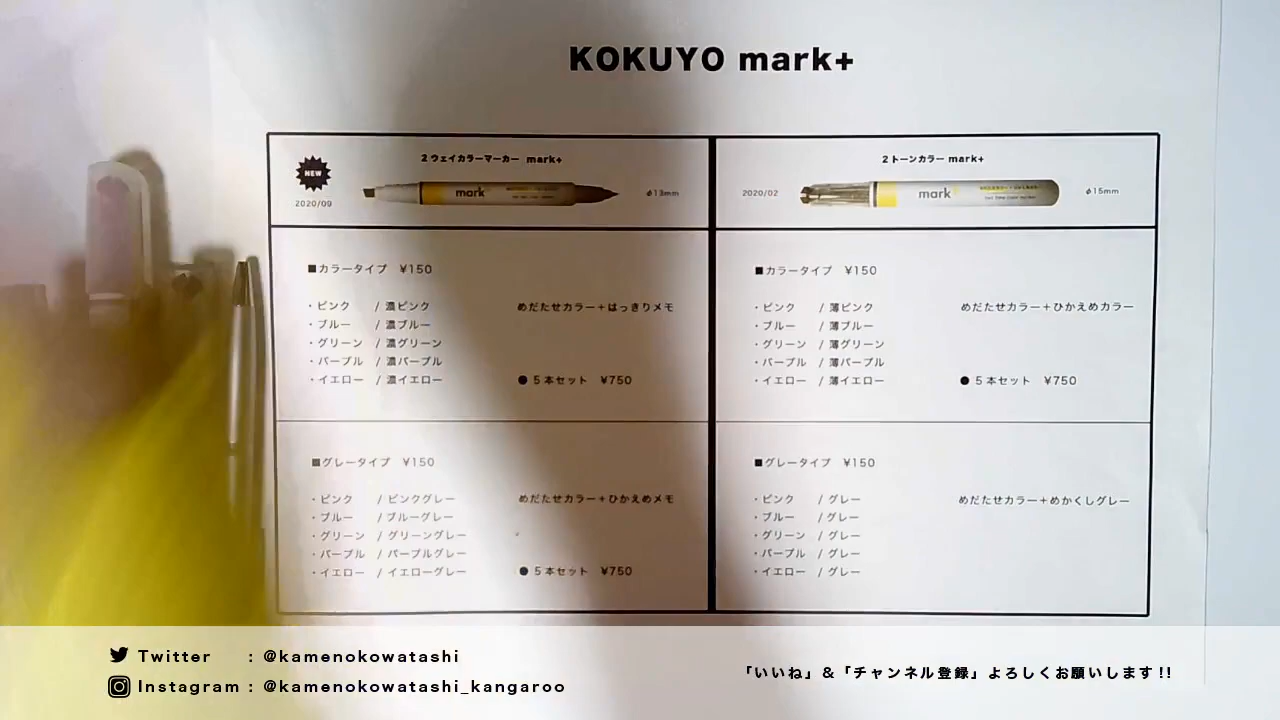 KOKUYO mark+
2ウェイカラーマーカー mark+
NEW
2020/09
mark
φ13mm
2トーンカラー mark+
2020/02
mark+
φ15mm
■カラータイプ ¥150
・ピンク / 濃ピンク めだたせカラー+はっきりメモ
・ブルー / 濃ブルー
・グリーン / 濃グリーン
・パープル / 濃パープル
・イエロー / 濃イエロー ● 5本セット ¥750
■カラータイプ ¥150
・ピンク / 薄ピンク めだたせカラー+ひかえめカラー
・ブルー / 薄ブルー
・グリーン / 薄グリーン
・パープル / 薄パープル
・イエロー / 薄イエロー ● 5本セット ¥750
■グレータイプ ¥150
・ピンク / ピンクグレー めだたせカラー+ひかえめメモ
・ブルー / ブルーグレー
・グリーン / グリーングレー
・パープル / パープルグレー
・イエロー / イエローグレー ● 5本セット ¥750
■グレータイプ ¥150
・ピンク / グレー めだたせカラー+めかくしグレー
・ブルー / グレー
・グリーン / グレー
・パープル / グレー
・イエロー / グレー
Twitter : @kamenokowatashi
Instagram : @kamenokowatashi_kangaroo
「いいね」&「チャンネル登録」よろしくお願いします!!